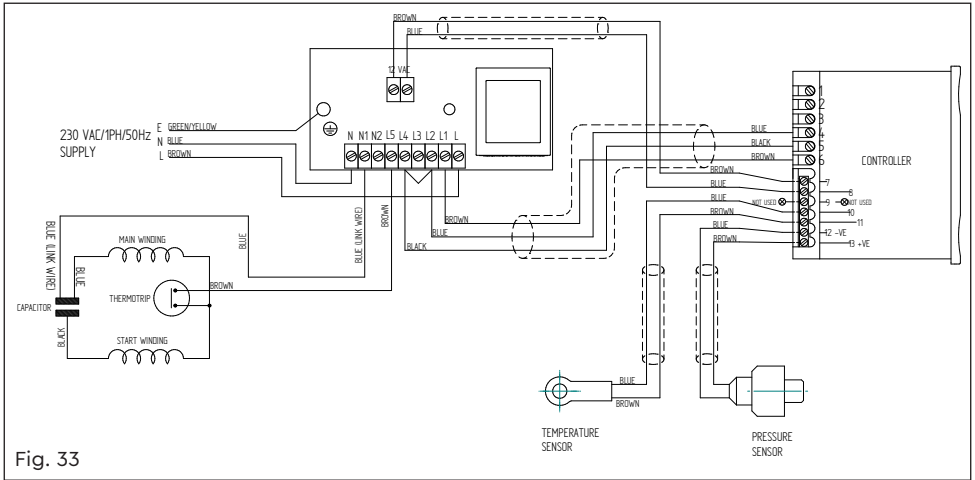 BROWN
BLUE
12 VAC
1
2
3
4
5
6
230 VAC/1PH/50Hz
SUPPLY
E GREEN/YELLOW
N BLUE
L BROWN
N N1 N2 L5 L4 L3 L2 L1 L
BLUE
BLACK
BROWN
CONTROLLER
BROWN
BLUE
BLUE
BROWN
BLUE
BROWN
7
8
NOT USED
9
NOT USED
10
11
12 -VE
13 +VE
BROWN
BLUE
BLACK
BLUE (LINK WIRE)
BROWN
BLUE
BLUE (LINK WIRE)
BLUE
MAIN WINDING
THERMOTRIP
BROWN
CAPACITOR
BLACK
START WINDING
BLUE
BROWN
TEMPERATURE
SENSOR
PRESSURE
SENSOR
Fig. 33